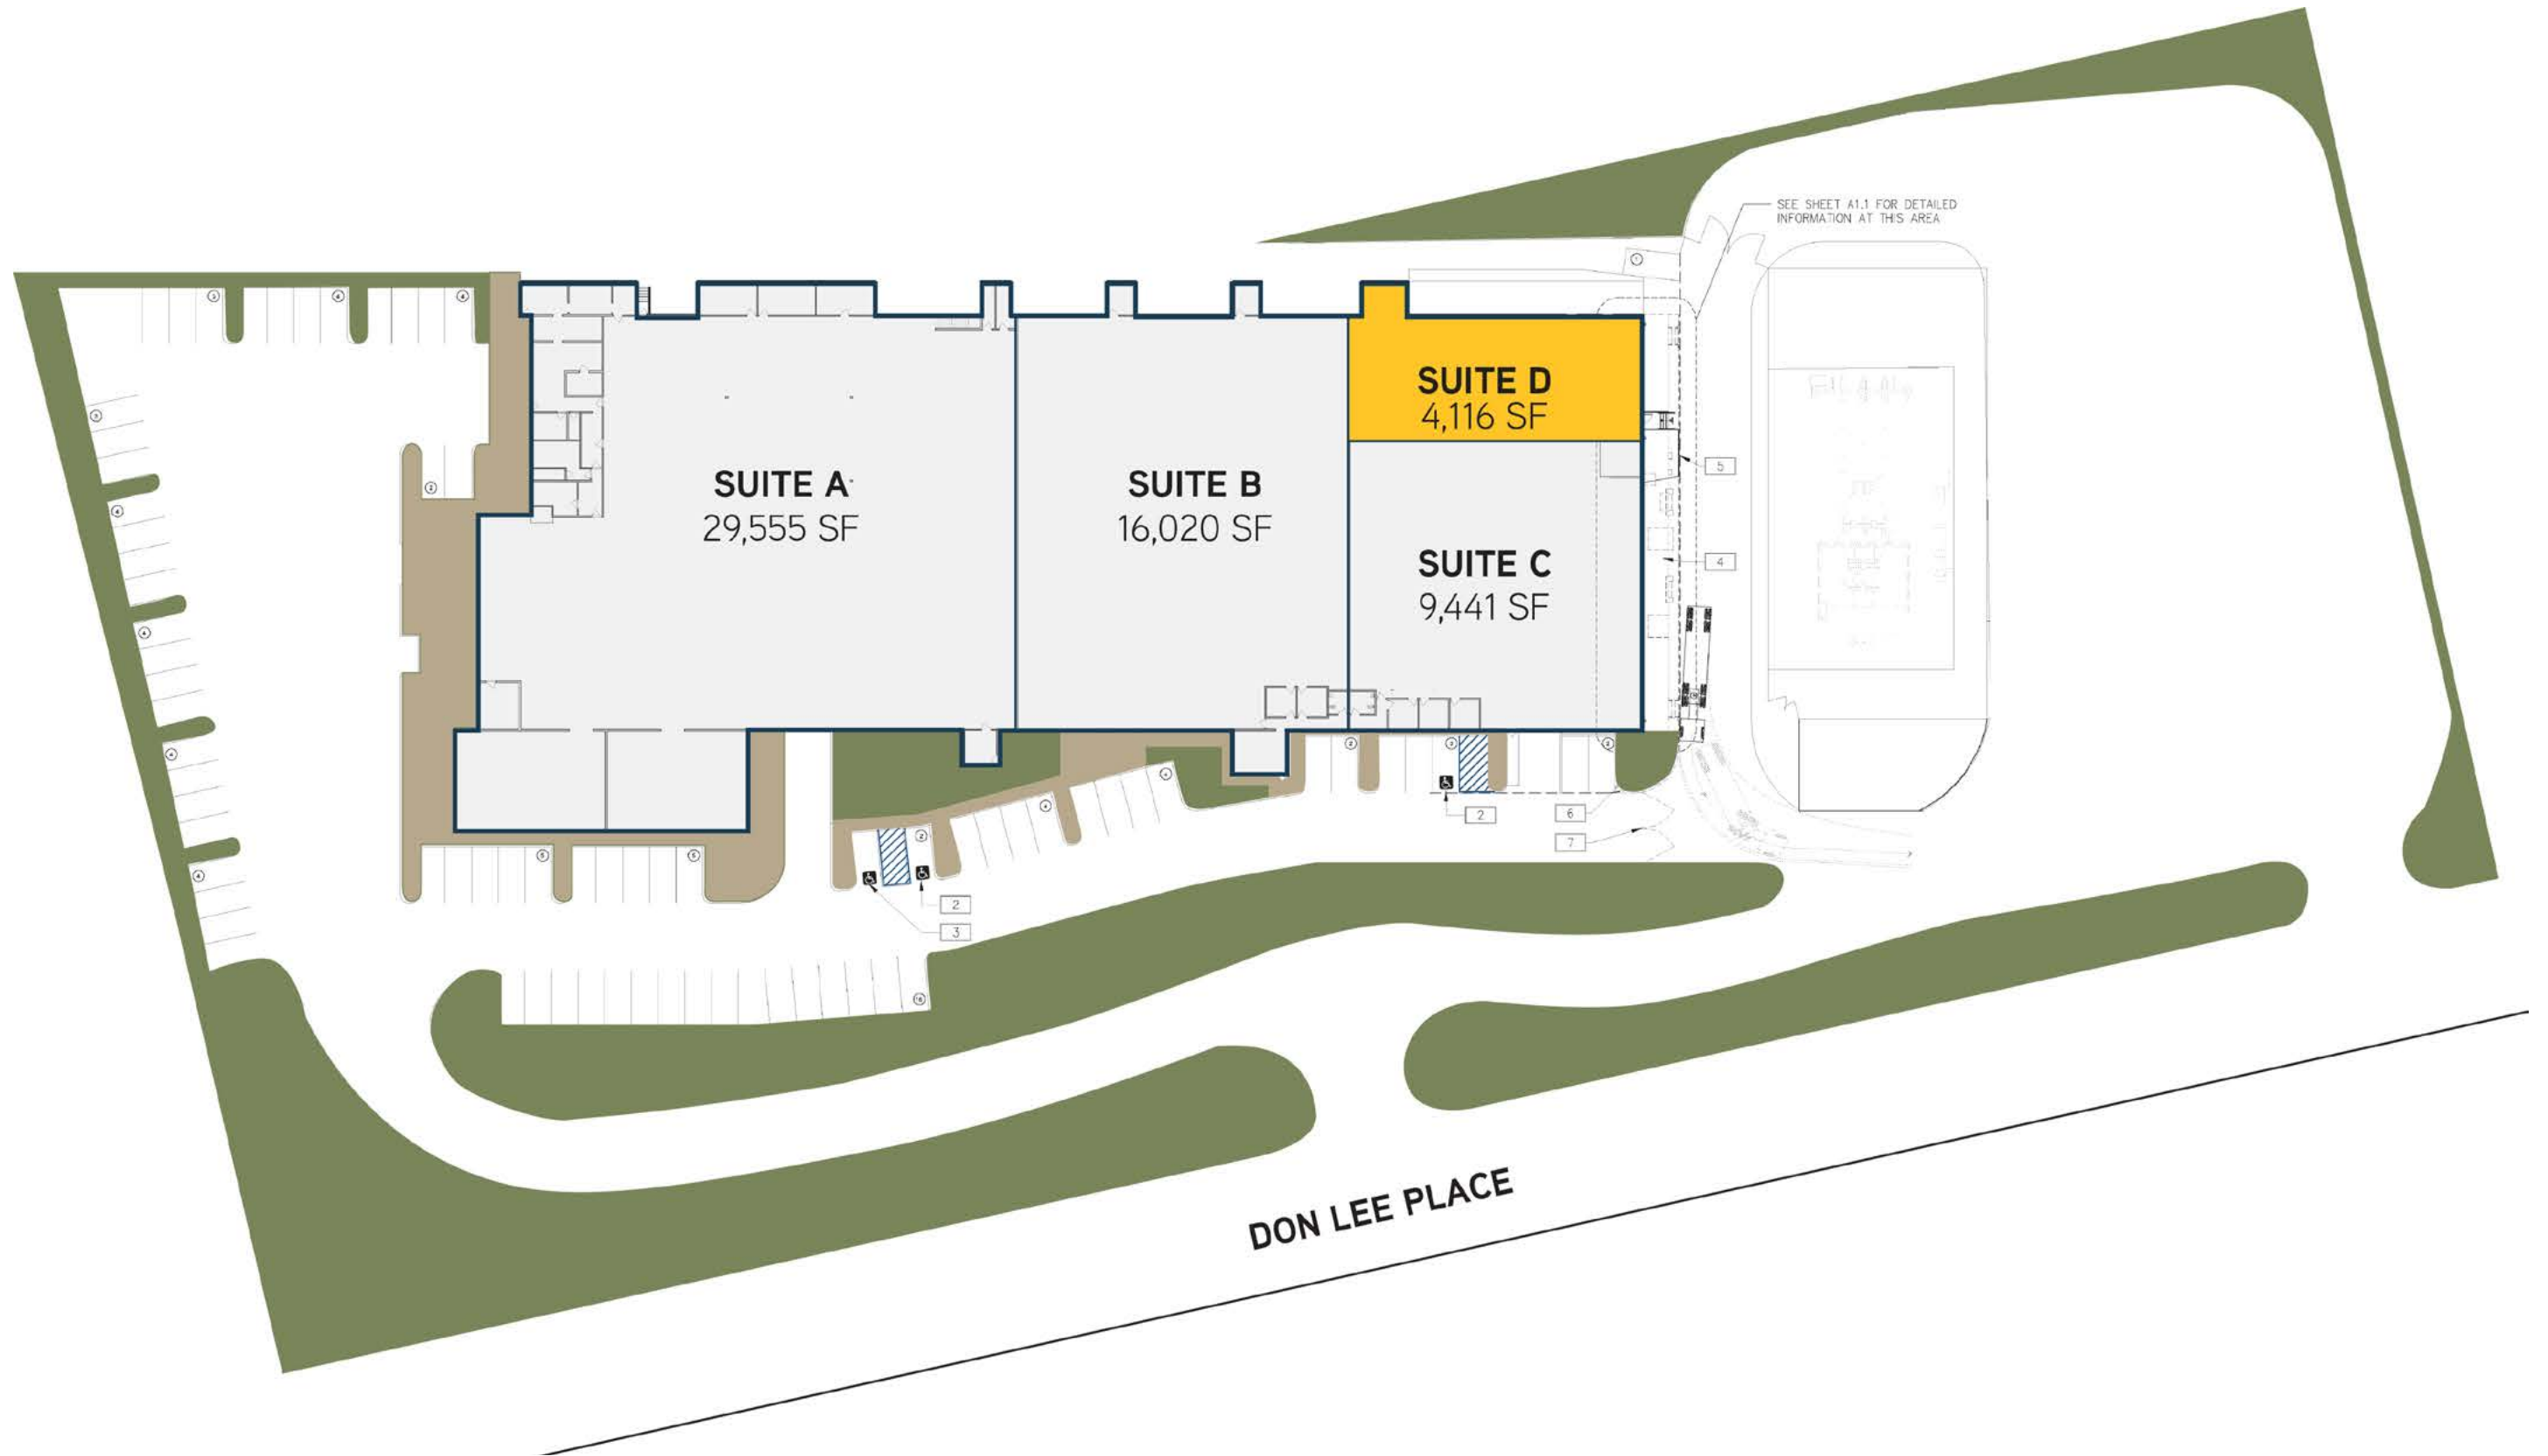 SEE SHEET A1.1 FOR DETAILED
INFORMATION AT THIS AREA
SUITE D
4,116 SF
SUITE A
29,555 SF
SUITE B
16,020 SF
SUITE C
9,441 SF
5
4
2
6
7
2
3
DON LEE PLACE